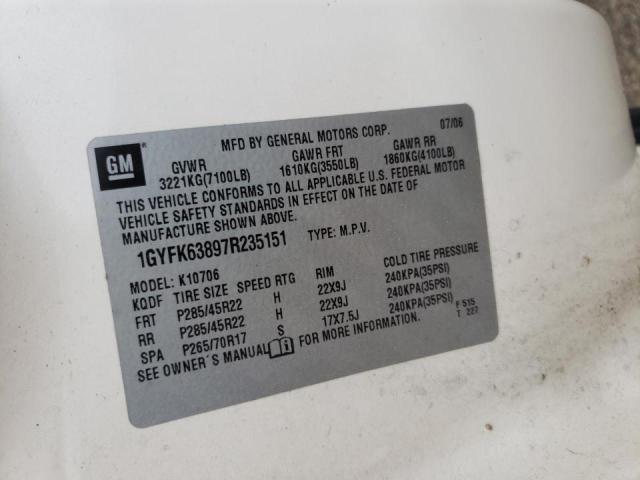 GM
MFD BY GENERAL MOTORS CORP. 07/06
GVWR GAWR FRT GAWR RR
3221KG(7100LB) 1610KG(3550LB) 1860KG(4100LB)
THIS VEHICLE CONFORMS TO ALL APPLICABLE U.S. FEDERAL MOTOR
VEHICLE SAFETY STANDARDS IN EFFECT ON THE DATE OF
MANUFACTURE SHOWN ABOVE.
1GYFK63897R235151 TYPE: M.P.V.
MODEL: K10706
KQDF TIRE SIZE SPEED RTG RIM COLD TIRE PRESSURE
FRT P285/45R22 H 22X9J 240KPA(35PSI)
RR P285/45R22 H 22X9J 240KPA(35PSI)
SPA P265/70R17 S 17X7.5J 240KPA(35PSI)
SEE OWNER'S MANUAL FOR MORE INFORMATION.
F 515
T 227